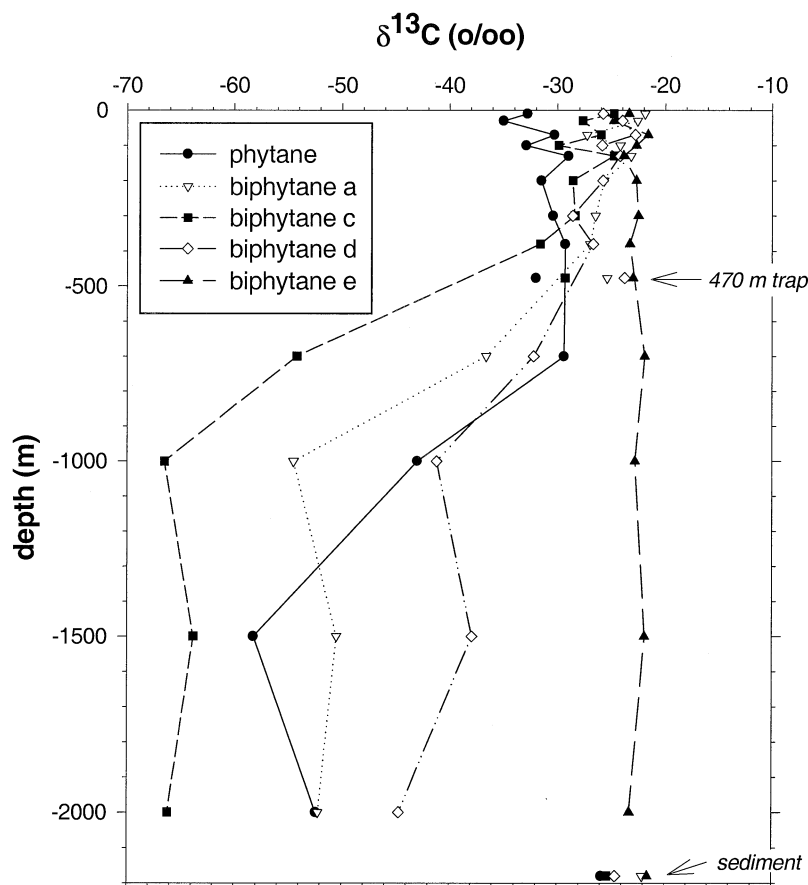 δ13C (o/oo)
-70 -60 -50 -40 -30 -20 -10
0
phytane
biphytane a
biphytane c
biphytane d
biphytane e
-500
470 m trap
depth (m)
-1000
-1500
-2000
sediment